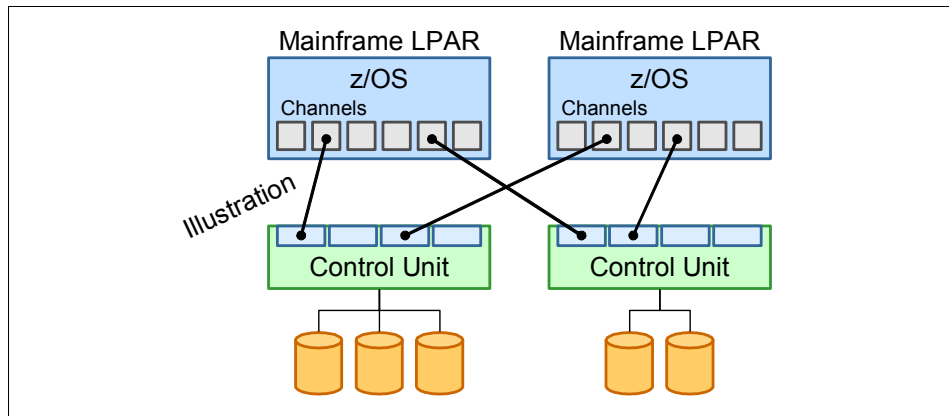 Mainframe LPAR
Mainframe LPAR
z/OS
z/OS
Channels
Channels
Illustration
Control Unit
Control Unit